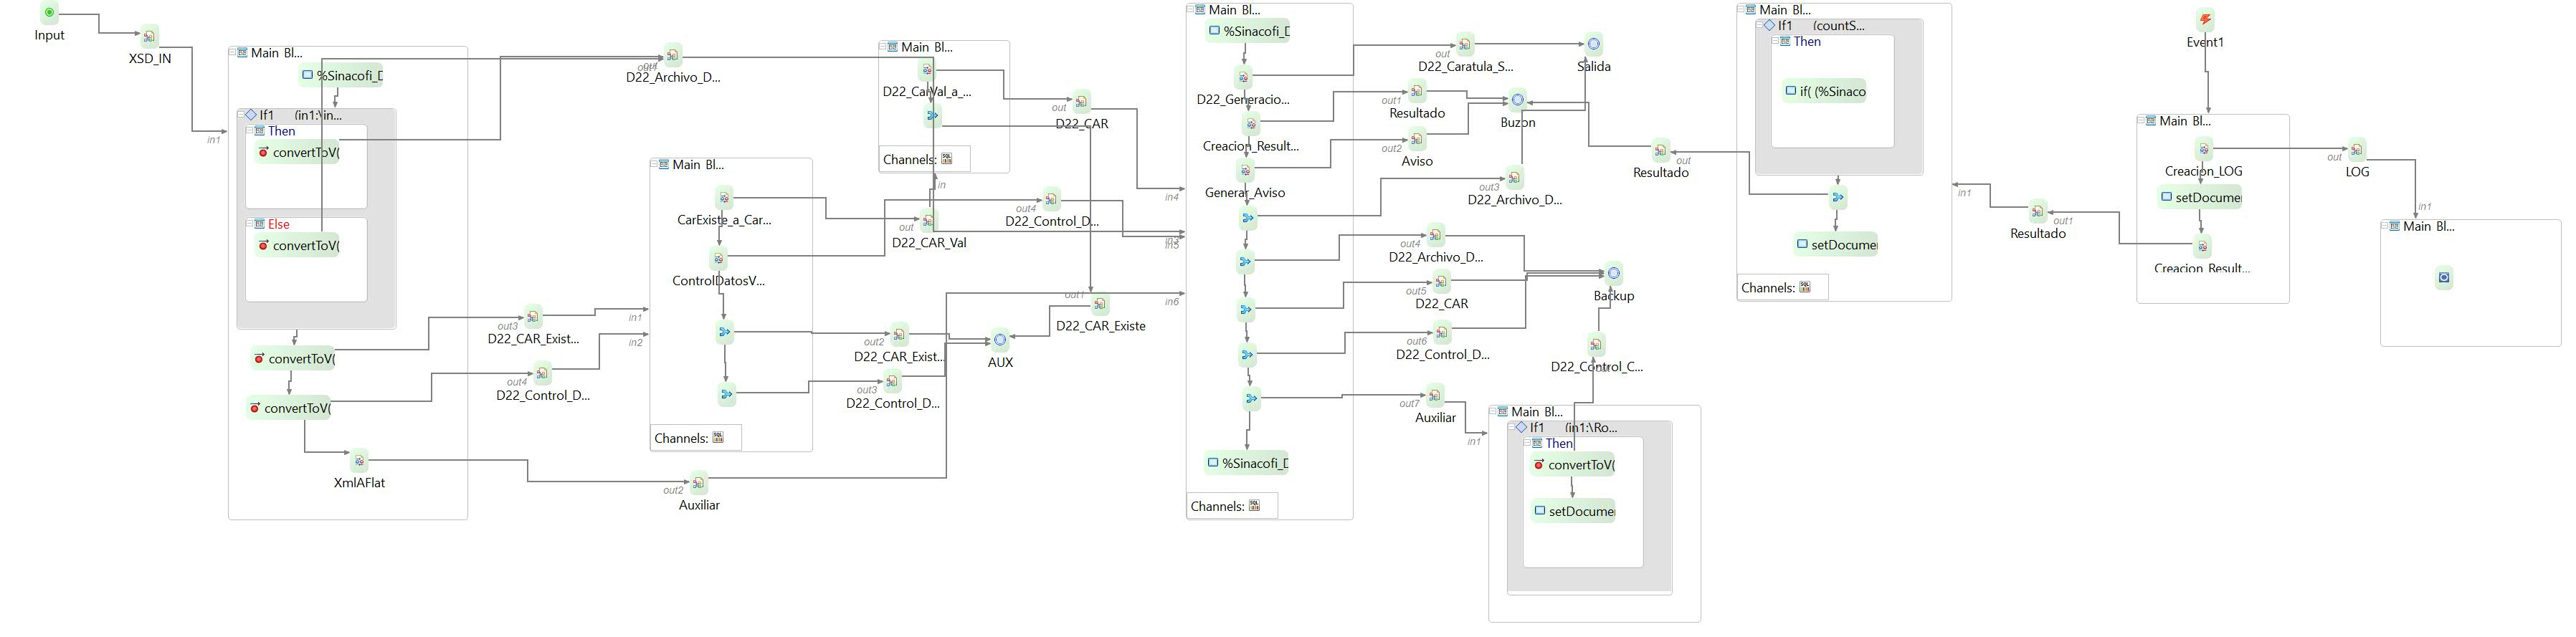 Input
XSD_IN
in1
Main Bl...
%Sinacofi_D
If1 (in1:\in...
Then
convertToV(
Else
convertToV(
convertToV(
convertToV(
XmlAFlat
D22_Archivo_D...
out3
D22_CAR_Exist...
out4
D22_Control_D...
out2
Auxiliar
in1
in2
Main Bl...
CarExiste_a_Car...
ControlDatosV...
Channels:
Main Bl...
D22_CarVal_a_...
Channels:
in
out
D22_CAR_Val
out
D22_CAR
out4
D22_Control_D...
out1
D22_CAR_Existe
out2
D22_CAR_Exist...
AUX
out3
D22_Control_D...
in4
in6
Main Bl...
%Sinacofi_D
D22_Generacio...
Creacion_Result...
Generar_Aviso
%Sinacofi_D
Channels:
out
D22_Caratula_S...
Salida
out1
Resultado
Buzon
out2
Aviso
out3
D22_Archivo_D...
out4
D22_Archivo_D...
out5
D22_CAR
Backup
out6
D22_Control_D...
D22_Control_C...
out7
Auxiliar
in1
Main Bl...
If1 (in1:\Ro...
Then
convertToV(
setDocumer
out
Resultado
Main Bl...
If1 (countS...
Then
if( (%Sinaco
setDocumer
Channels:
in1
out1
Resultado
Event1
Main Bl...
Creacion_LOG
setDocumer
Creacion_Result...
out
LOG
in1
Main Bl...